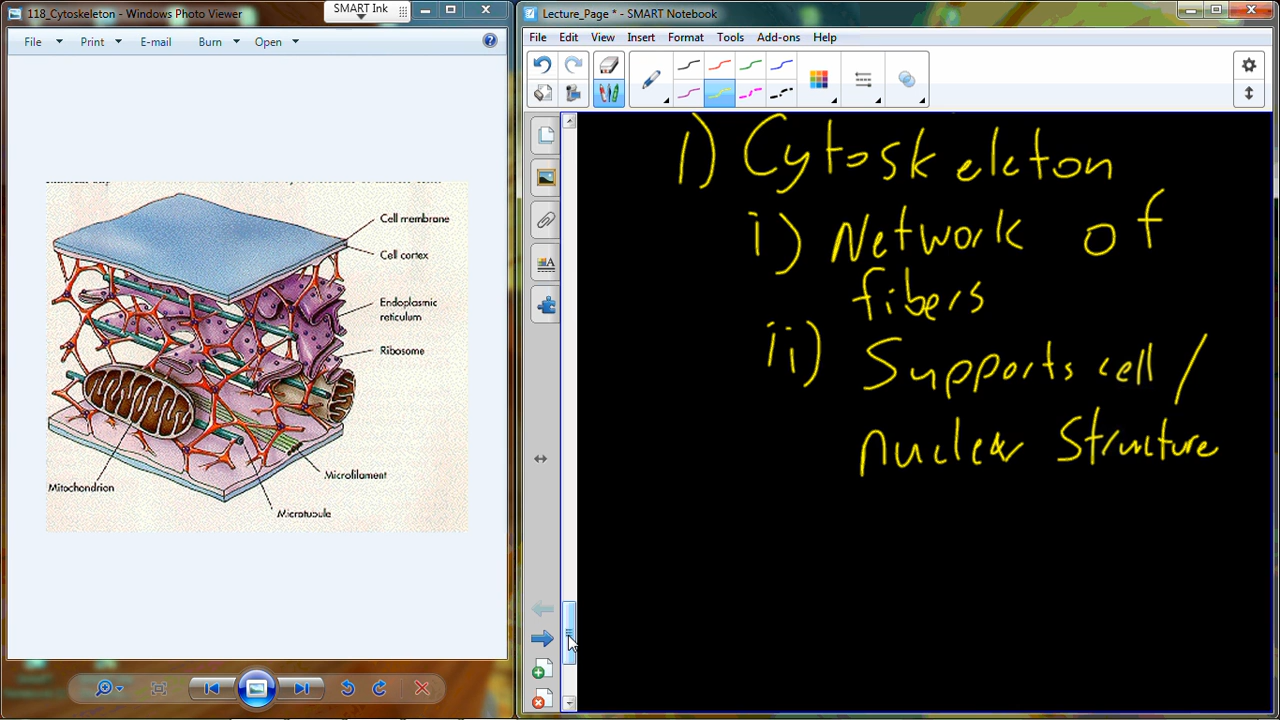 118_Cytoskeleton - Windows Photo Viewer
SMART Ink
File Print E-mail Burn Open
Cell membrane
Cell cortex
Endoplasmic
reticulum
Ribosome
Microfilament
Mitochondrion
Microtubule
Lecture_Page * - SMART Notebook
File Edit View Insert Format Tools Add-ons Help
1) Cytoskeleton
i) Network of
fibers
ii) Supports cell /
nuclear Structure